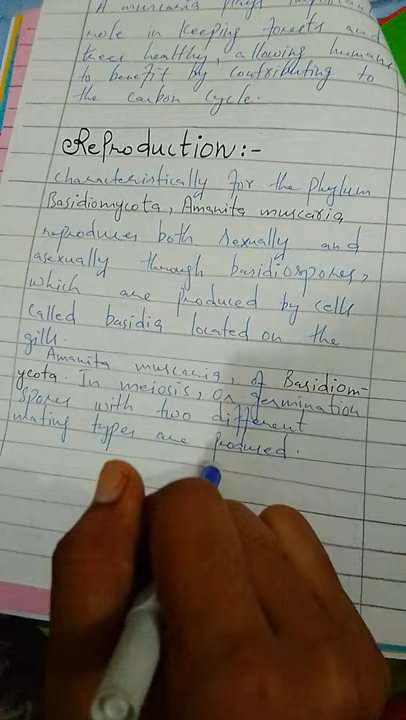 A muscaria plays important
role in keeping forests and
trees healthy, allowing humans
to benefit by contributing to
the carbon cycle.
Reproduction:-
Characteristically for the phylum
Basidiomycota, Amanita muscaria
reproduces both sexually and
asexually through basidiospores,
which are produced by cells
called basidia located on the
gills.
Amanita muscaria, of Basidiom-
ycota. In meiosis, on germination
spores with two different
mating types are produed.